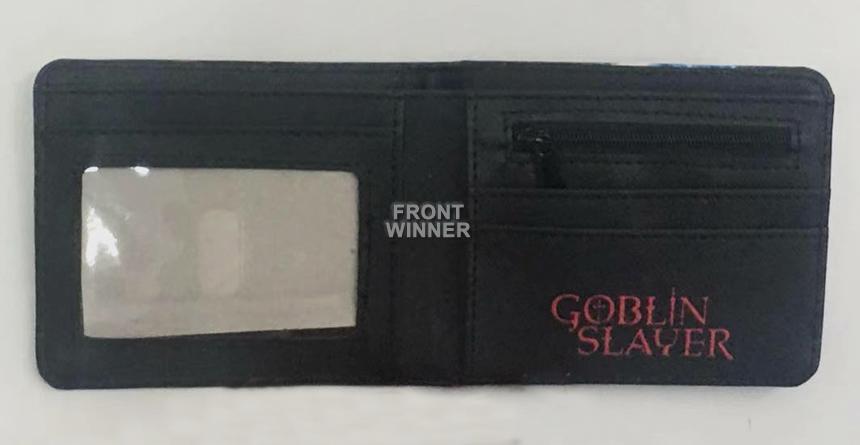 FRONT
WINNER
GOBLIN
SLAYER